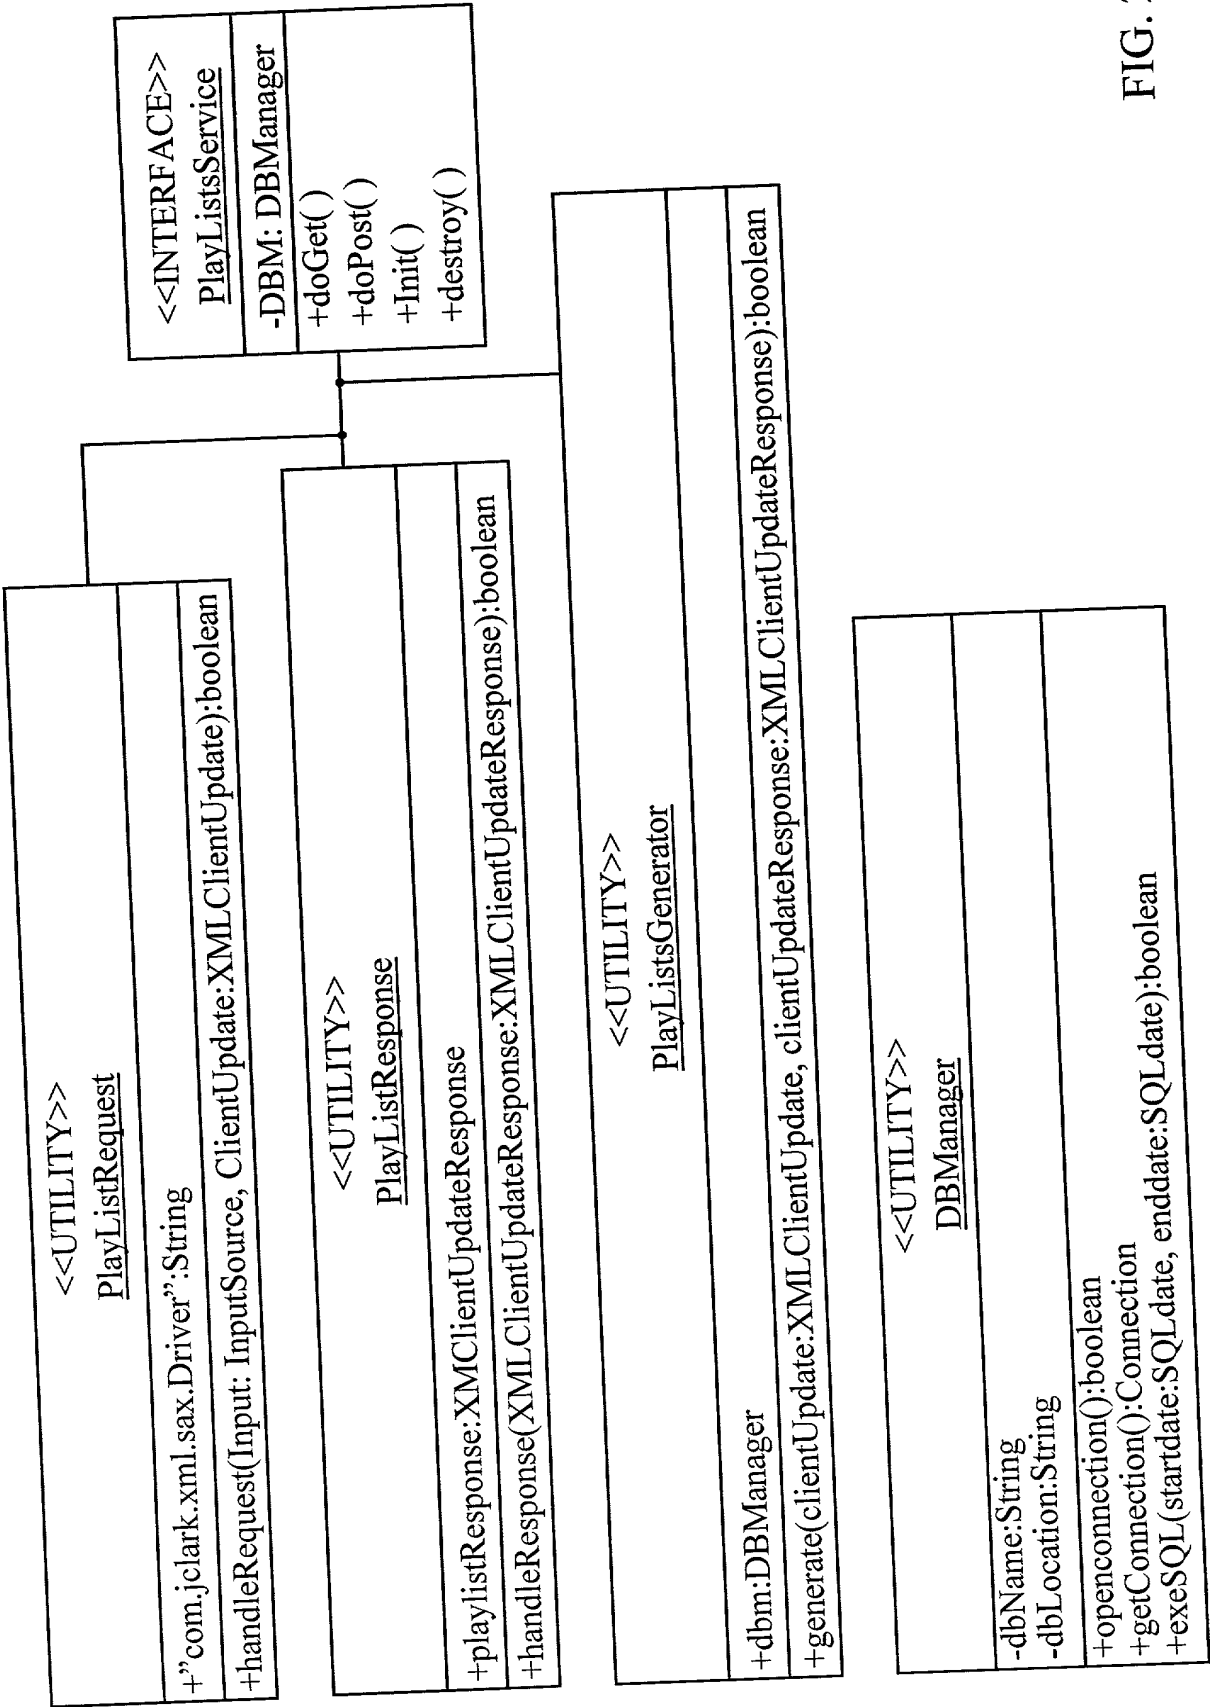 <<UTILITY>>
PlayListRequest
+”com.jclark.xml.sax.Driver”:String
+handleRequest(Input: InputSource, ClientUpdate:XMLClientUpdate):boolean
<<INTERFACE>>
PlayListsService
-DBM: DBManager
+doGet( )
+doPost( )
+Init( )
+destroy( )
<<UTILITY>>
PlayListResponse
+playlistResponse:XMClientUpdateResponse
+handleResponse(XMLClientUpdateResponse:XMLClientUpdateResponse):boolean
<<UTILITY>>
PlayListsGenerator
+dbm:DBManager
+generate(clientUpdate:XMLClientUpdate, clientUpdateResponse:XMLClientUpdateResponse):boolean
<<UTILITY>>
DBManager
-dbName:String
-dbLocation:String
+openconnection():boolean
+getConnection():Connection
+exeSQL(startdate:SQLdate, enddate:SQLdate):boolean
FIG.